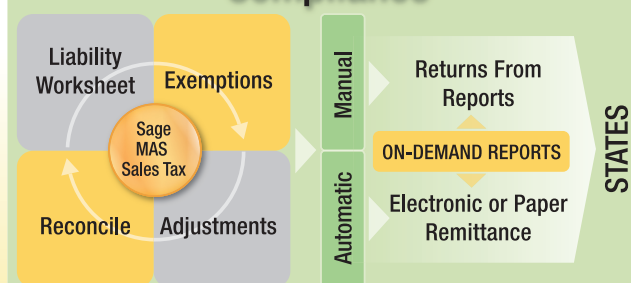 Compliance
Liability
Worksheet
Exemptions
Sage
MAS
Sales Tax
Reconcile
Adjustments
Manual
Automatic
Returns From
Reports
ON-DEMAND REPORTS
Electronic or Paper
Remittance
STATES